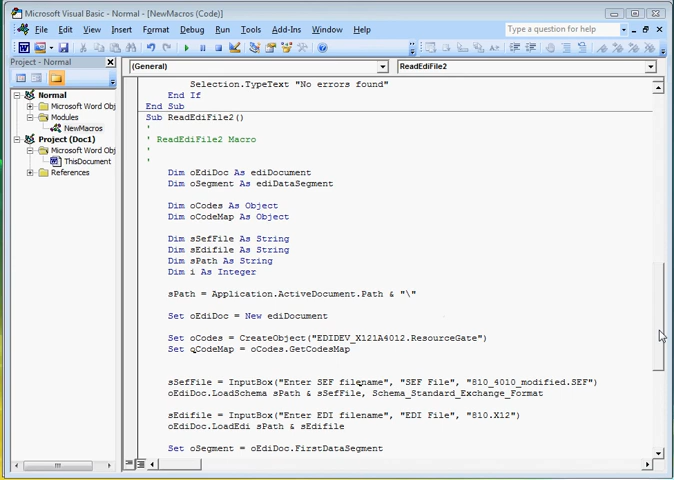 Microsoft Visual Basic - Normal - [NewMacros (Code)]
File Edit View Insert Format Debug Run Tools Add-Ins Window Help
Type a question for help
Project - Normal
(General) ReadEdiFile2
Normal
Microsoft Word Obj
Modules
NewMacros
Project (Doc1)
Microsoft Word Obj
ThisDocument
References
Selection.TypeText "No errors found"
End If
End Sub
Sub ReadEdiFile2()
'
' ReadEdiFile2 Macro
'
'
Dim oEdiDoc As ediDocument
Dim oSegment As ediDataSegment
Dim oCodes As Object
Dim oCodeMap As Object
Dim sSefFile As String
Dim sEdifile As String
Dim sPath As String
Dim i As Integer
sPath = Application.ActiveDocument.Path & "\"
Set oEdiDoc = New ediDocument
Set oCodes = CreateObject("EDIDEV_X121A4012.ResourceGate")
Set oCodeMap = oCodes.GetCodesMap
sSefFile = InputBox("Enter SEF filename", "SEF File", "810_4010_modified.SEF")
oEdiDoc.LoadSchema sPath & sSefFile, Schema_Standard_Exchange_Format
sEdifile = InputBox("Enter EDI filename", "EDI File", "810.X12")
oEdiDoc.LoadEdi sPath & sEdifile
Set oSegment = oEdiDoc.FirstDataSegment